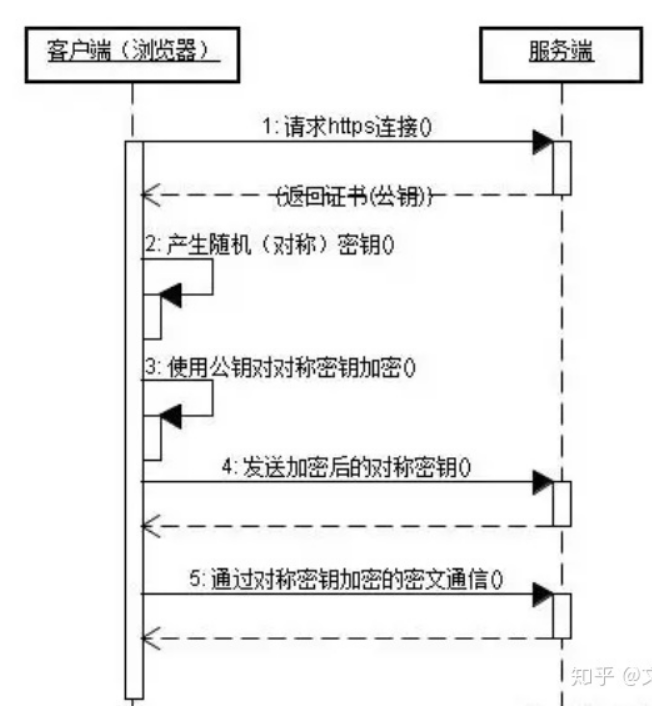 客户端（浏览器）
服务端
1: 请求https连接()
(返回证书(公钥))
2: 产生随机（对称）密钥()
3: 使用公钥对对称密钥加密()
4: 发送加密后的对称密钥()
5: 通过对称密钥加密的密文通信()
知乎 @文